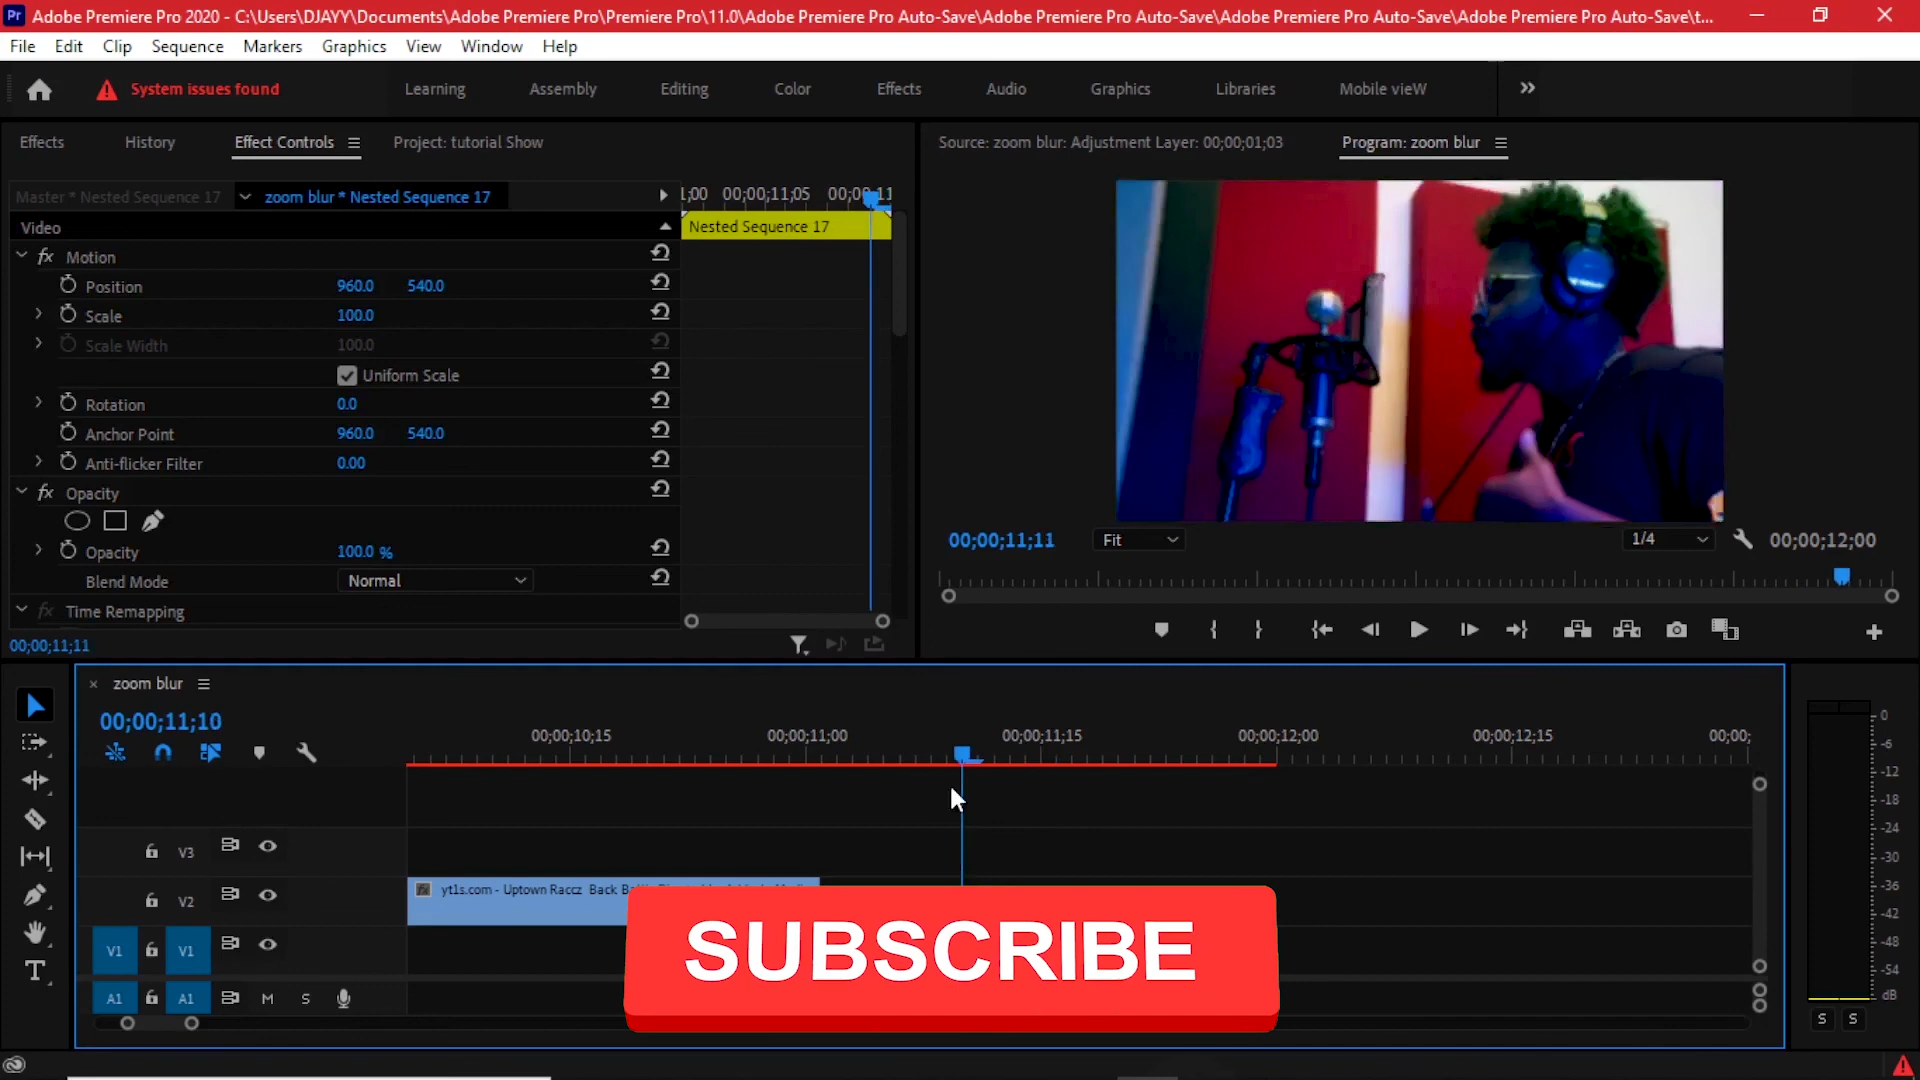 Pr Adobe Premiere Pro 2020 - C:\Users\DJAYY\Documents\Adobe Premiere Pro\Premiere Pro\11.0\Adobe Premiere Pro Auto-Save\Adobe Premiere Pro Auto-Save\Adobe Premiere Pro Auto-Save\Adobe Premiere Pro Auto-Save\t...
File Edit Clip Sequence Markers Graphics View Window Help
System issues found Learning Assembly Editing Color Effects Audio Graphics Libraries Mobile vieW
Effects History Effect Controls Project: tutorial Show
Source: zoom blur: Adjustment Layer: 00;00;01;03 Program: zoom blur
Master * Nested Sequence 17 zoom blur * Nested Sequence 17
1;00 00;00;11;05 00;00;11
Video
Nested Sequence 17
fx Motion
Position 960.0 540.0
Scale 100.0
Scale Width 100.0
Uniform Scale
Rotation 0.0
Anchor Point 960.0 540.0
Anti-flicker Filter 0.00
fx Opacity
Opacity 100.0 %
Blend Mode Normal
fx Time Remapping
00;00;11;11
00;00;11;11 Fit 1/4 00;00;12;00
× zoom blur
00;00;11;10
00;00;10;15 00;00;11;00 00;00;11;15 00;00;12;00 00;00;12;15 00;00;
V3
V2
fx yt1s.com - Uptown Raccz Back B
V1 V1
A1 A1 M S
T
SUBSCRIBE
0
-6
-12
-18
-24
-30
-36
-42
-48
-54
dB
S S